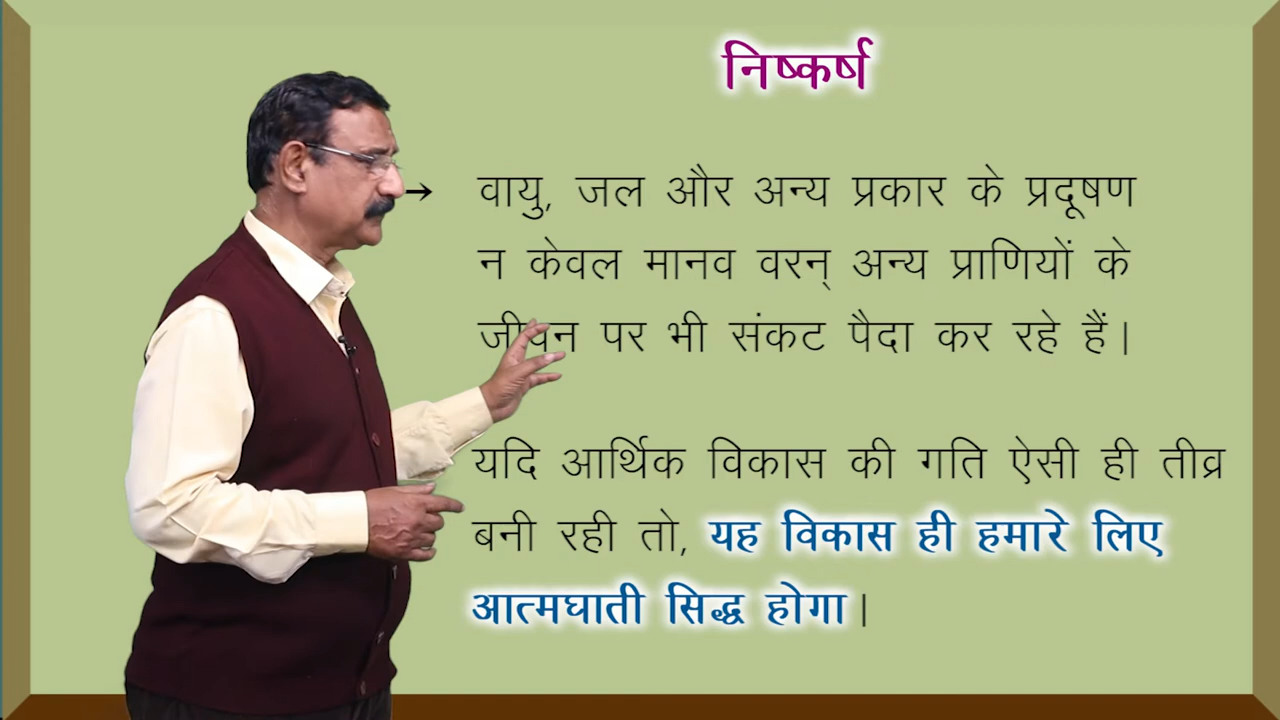 निष्कर्ष
→ वायु, जल और अन्य प्रकार के प्रदूषण
न केवल मानव वरन् अन्य प्राणियों के
जीवन पर भी संकट पैदा कर रहे हैं।
यदि आर्थिक विकास की गति ऐसी ही तीव्र
बनी रही तो, यह विकास ही हमारे लिए
आत्मघाती सिद्ध होगा।